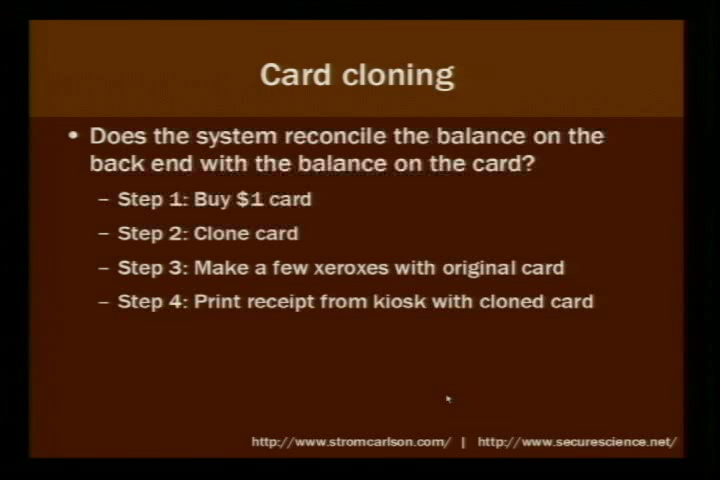 Card cloning
• Does the system reconcile the balance on the
back end with the balance on the card?
– Step 1: Buy $1 card
– Step 2: Clone card
– Step 3: Make a few xeroxes with original card
– Step 4: Print receipt from kiosk with cloned card
http://www.stromcarlson.com/ | http://www.securescience.net/